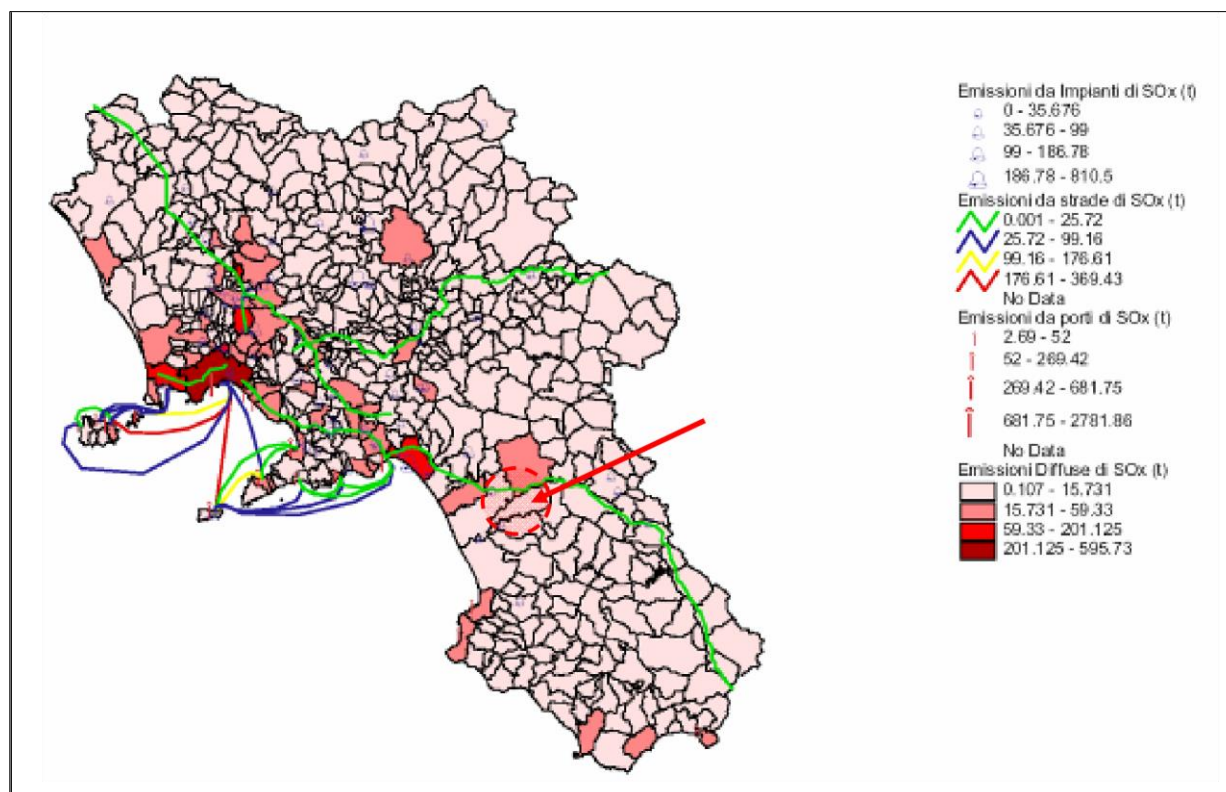 Emissioni da Impianti di SOx (t)
0 - 35.676
35.676 - 99
99 - 186.78
186.78 - 810.5
Emissioni da strade di SOx (t)
0.001 - 25.72
25.72 - 99.16
99.16 - 176.61
176.61 - 369.43
No Data
Emissioni da porti di SOx (t)
2.69 - 52
52 - 269.42
269.42 - 681.75
681.75 - 2781.86
No Data
Emissioni Diffuse di SOx (t)
0.107 - 15.731
15.731 - 59.33
59.33 - 201.125
201.125 - 595.73